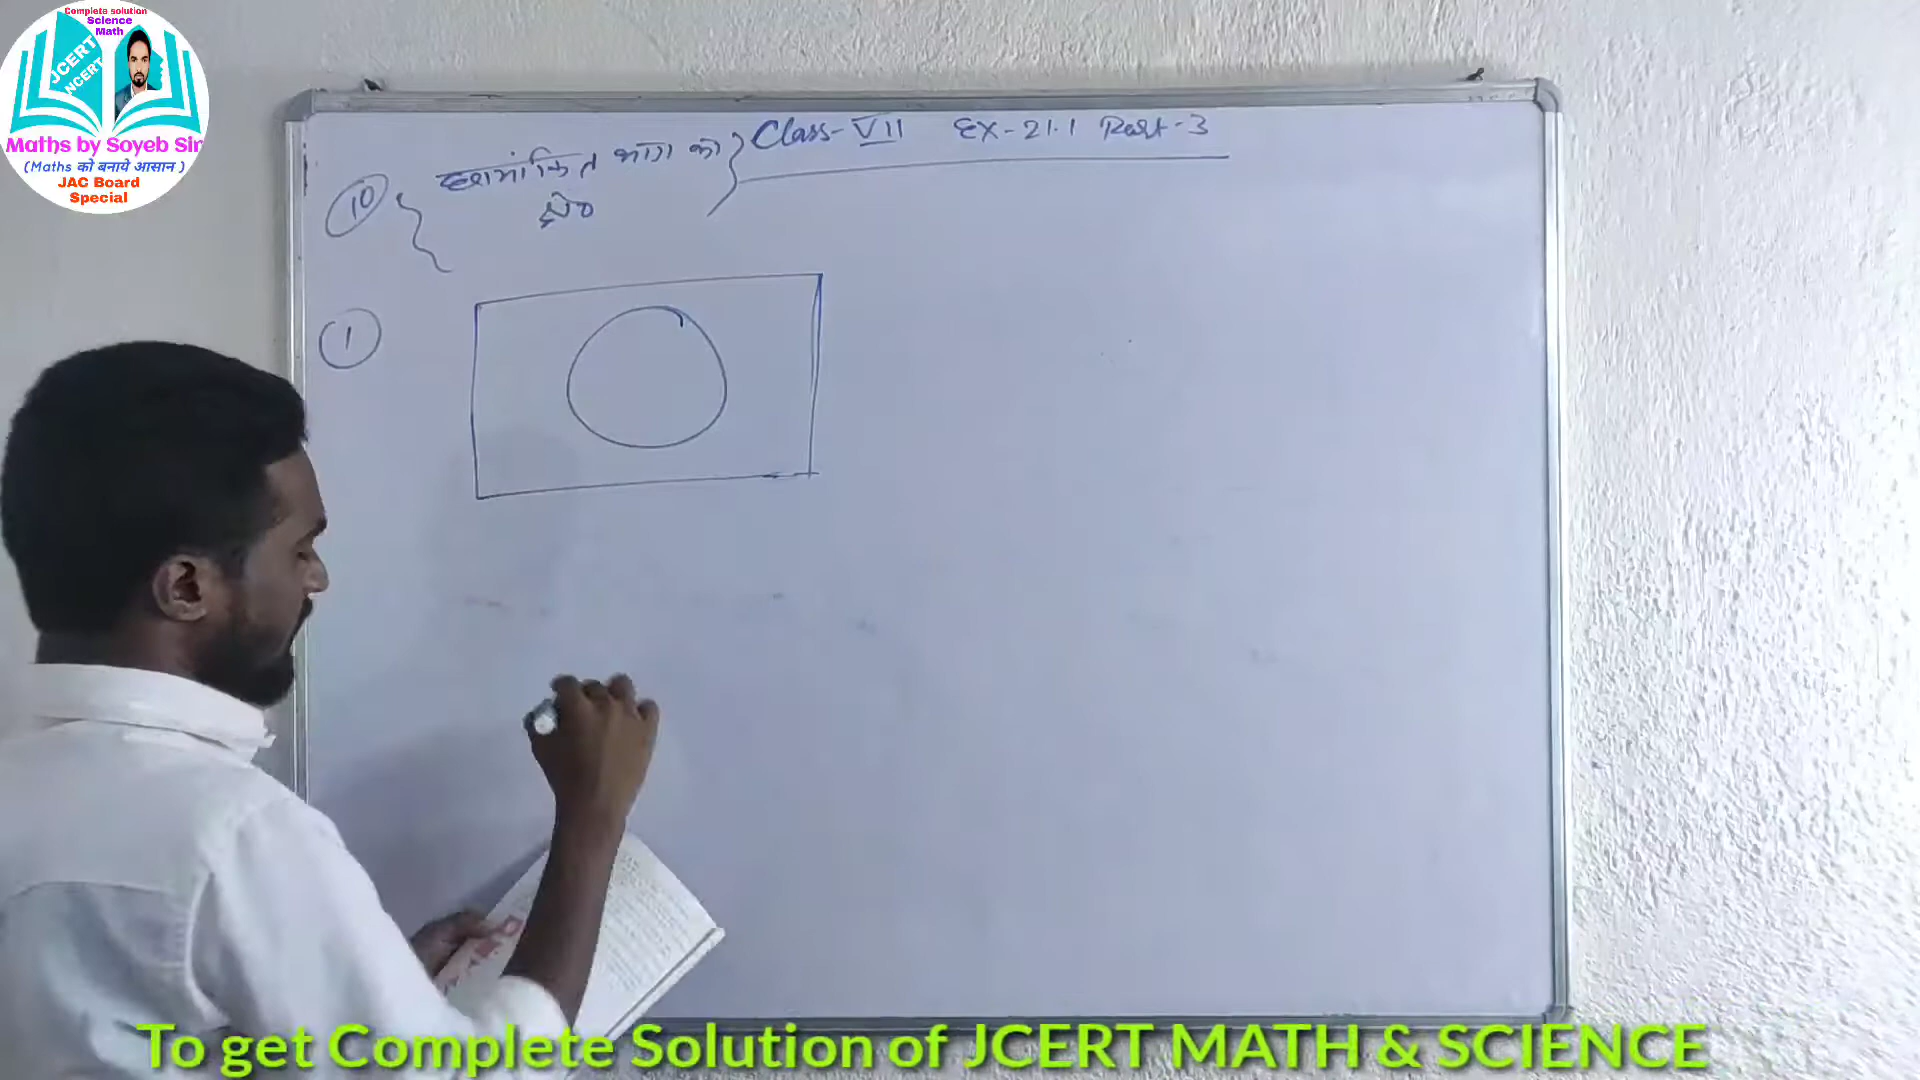 Complete solution
Science
Math
JCERT
NCERT
Maths by Soyeb Sir
(Maths को बनाये आसान )
JAC Board
Special
Class-VII Ex-21.1 Part-3
10 छायांकित भाग का
क्षेत्र
1
To get Complete Solution of JCERT MATH & SCIENCE